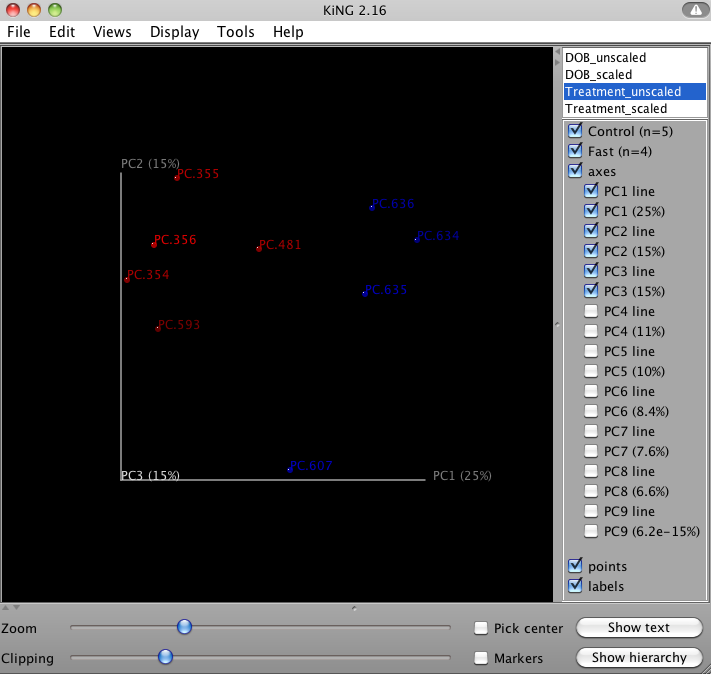 KiNG 2.16
File Edit Views Display Tools Help
DOB_unscaled
DOB_scaled
Treatment_unscaled
Treatment_scaled
Control (n=5)
Fast (n=4)
axes
PC1 line
PC1 (25%)
PC2 line
PC2 (15%)
PC3 line
PC3 (15%)
PC4 line
PC4 (11%)
PC5 line
PC5 (10%)
PC6 line
PC6 (8.4%)
PC7 line
PC7 (7.6%)
PC8 line
PC8 (6.6%)
PC9 line
PC9 (6.2e-15%)
points
labels
PC2 (15%)
PC.355
PC.636
PC.634
PC.356
PC.481
PC.354
PC.635
PC.593
PC.607
PC3 (15%)
PC1 (25%)
Zoom
Pick center
Show text
Clipping
Markers
Show hierarchy